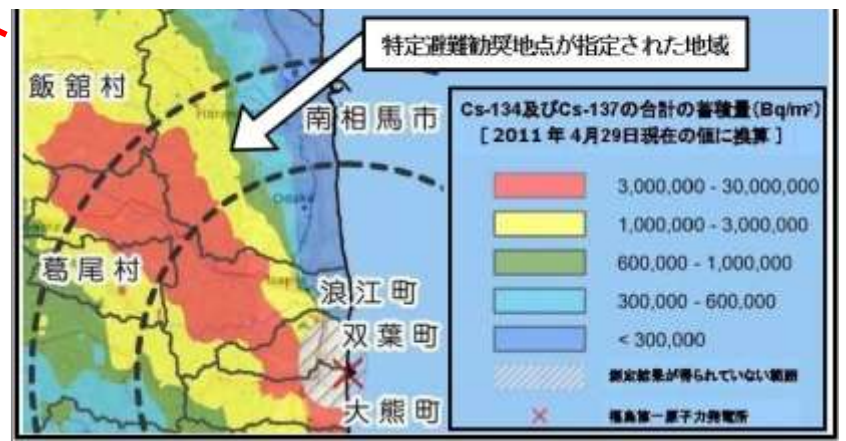 特定避難勧奨地点が指定された地域
飯舘村
南相馬市
Odaka
葛尾村
浪江町
双葉町
大熊町
Cs-134及びCs-137の合計の蓄積量(Bq/m²)
[ 2011 年 4月29日現在の値に換算 ]
3,000,000 - 30,000,000
1,000,000 - 3,000,000
600,000 - 1,000,000
300,000 - 600,000
< 300,000
測定結果が得られていない範囲
福島第一原子力発電所